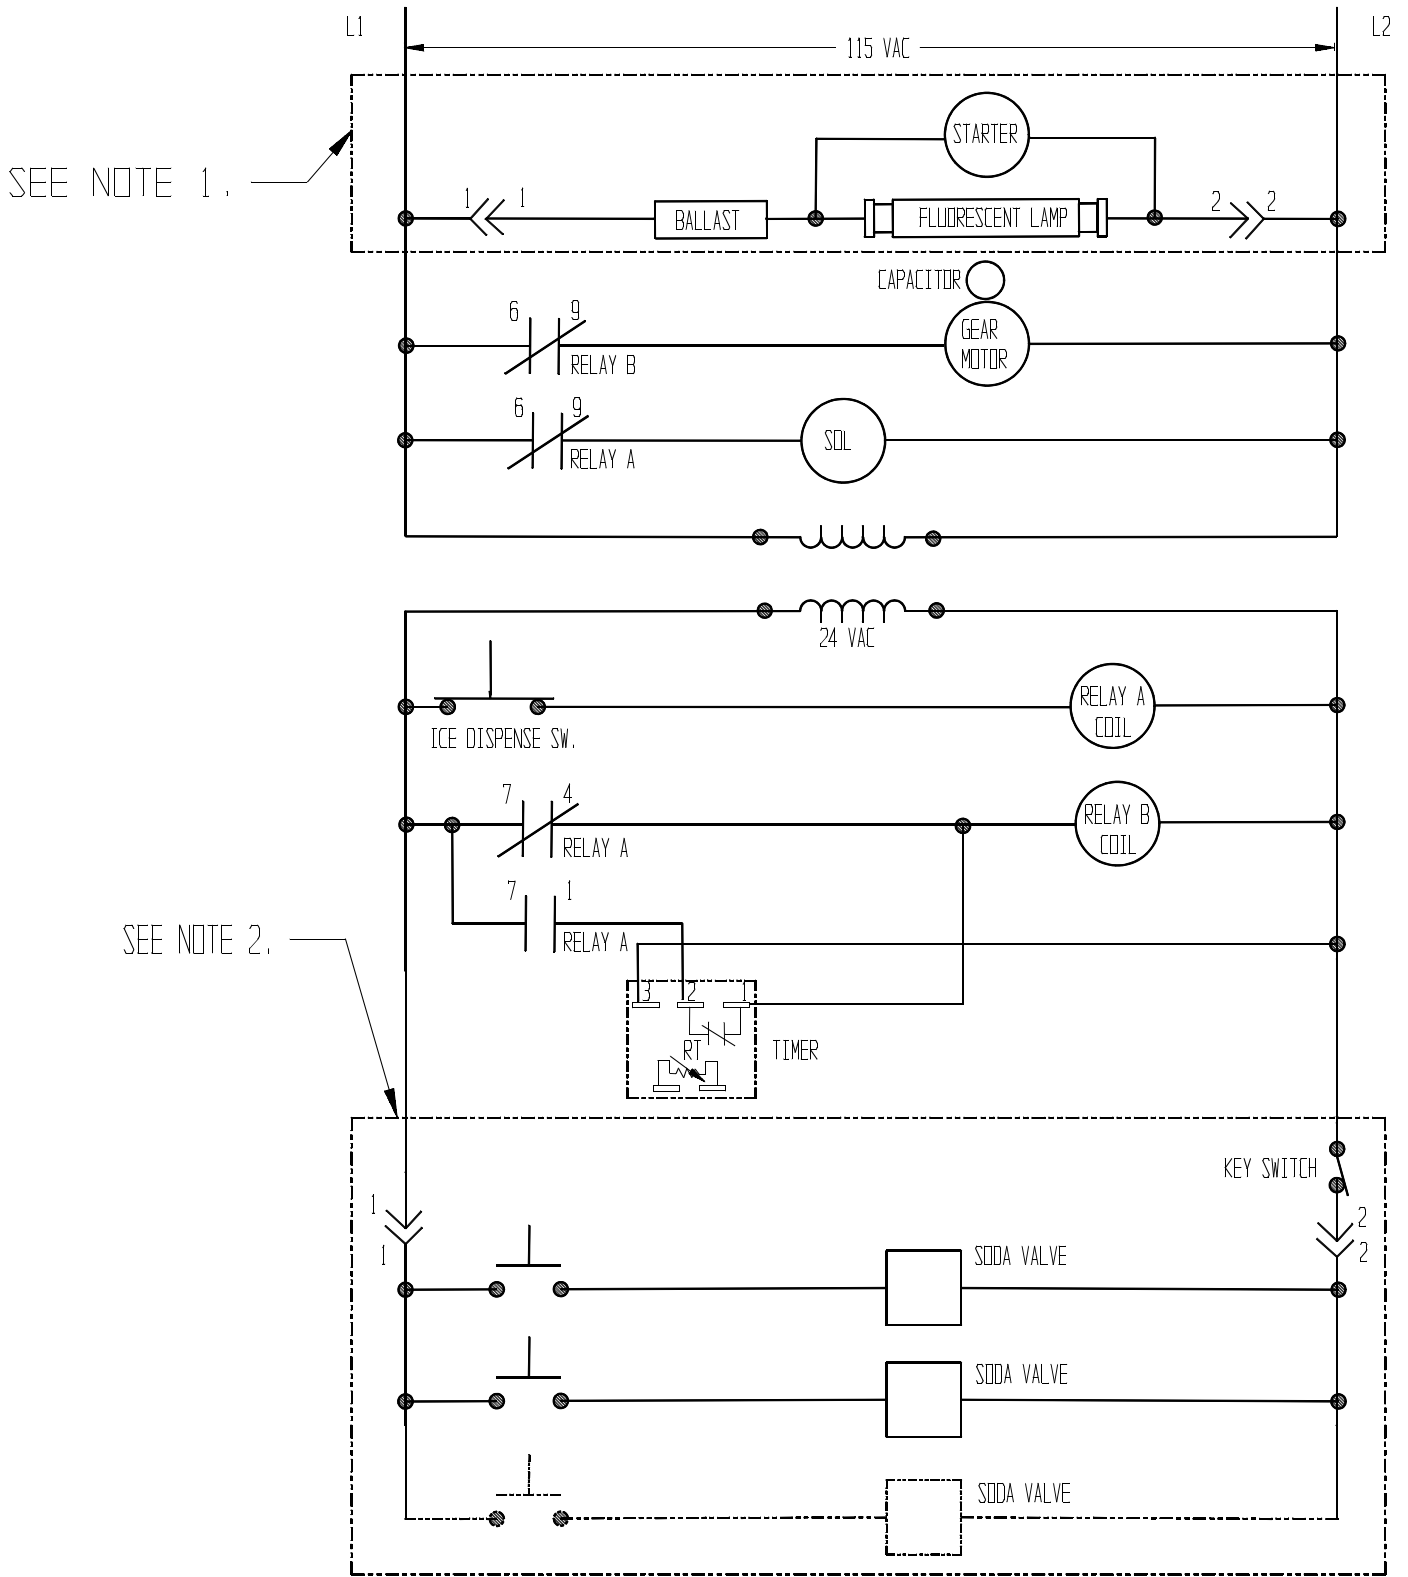 L1
L2
115 VAC
STARTER
SEE NOTE 1.
1 1
2 2
BALLAST
FLUORESCENT LAMP
CAPACITOR
6 9
GEAR
MOTOR
RELAY B
6 9
SOL
RELAY A
24 VAC
RELAY A
COIL
ICE DISPENSE SW.
7 4
RELAY B
COIL
RELAY A
7 1
SEE NOTE 2.
RELAY A
3 2 1
RT
TIMER
KEY SWITCH
1
2
1
2
SODA VALVE
SODA VALVE
SODA VALVE